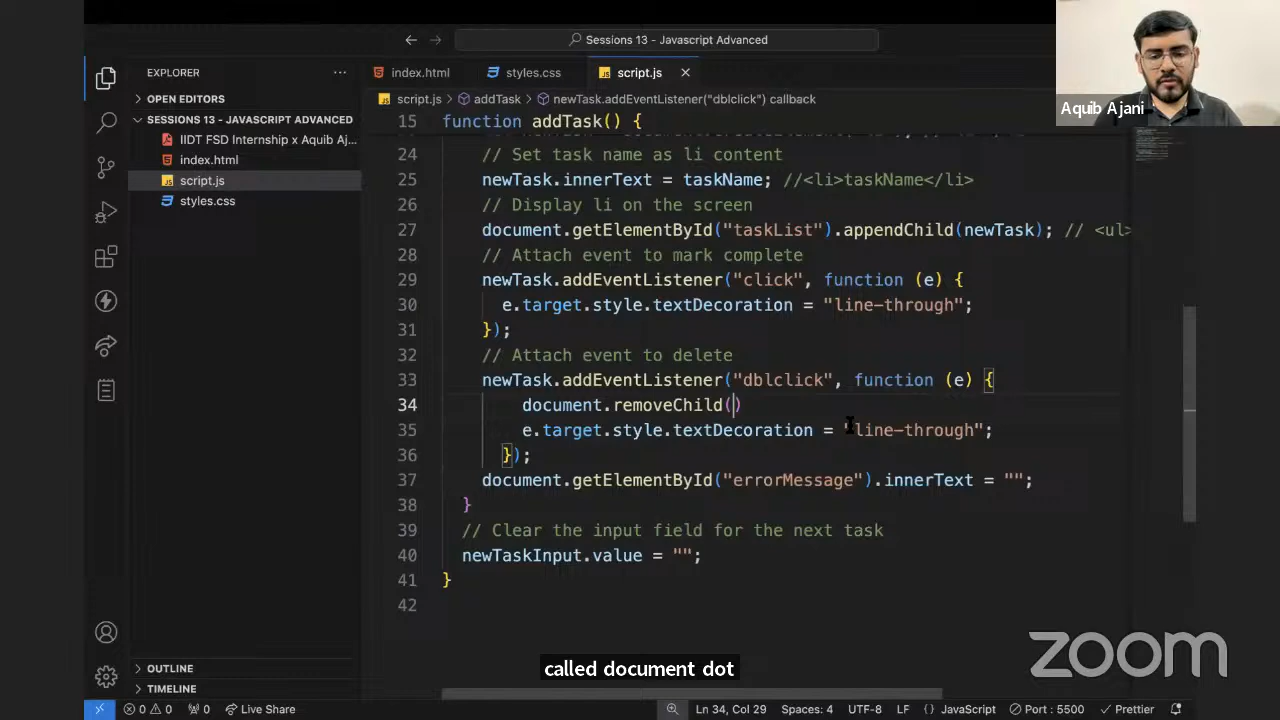 Sessions 13 - Javascript Advanced
Aquib Ajani
EXPLORER
index.html
styles.css
script.js
OPEN EDITORS
SESSIONS 13 - JAVASCRIPT ADVANCED
IIDT FSD Internship x Aquib Aj...
index.html
script.js
styles.css
OUTLINE
TIMELINE
script.js > addTask > newTask.addEventListener("dblclick") callback
15 function addTask() {
24 // Set task name as li content
25 newTask.innerText = taskName; //<li>taskName</li>
26 // Display li on the screen
27 document.getElementById("taskList").appendChild(newTask); // <ul>
28 // Attach event to mark complete
29 newTask.addEventListener("click", function (e) {
30 e.target.style.textDecoration = "line-through";
31 });
32 // Attach event to delete
33 newTask.addEventListener("dblclick", function (e) {
34 document.removeChild()
35 e.target.style.textDecoration = "line-through";
36 });
37 document.getElementById("errorMessage").innerText = "";
38 }
39 // Clear the input field for the next task
40 newTaskInput.value = "";
41 }
42
zoom
called document dot
0 0 0 Live Share Ln 34, Col 29 Spaces: 4 UTF-8 LF {} JavaScript Port : 5500 Prettier